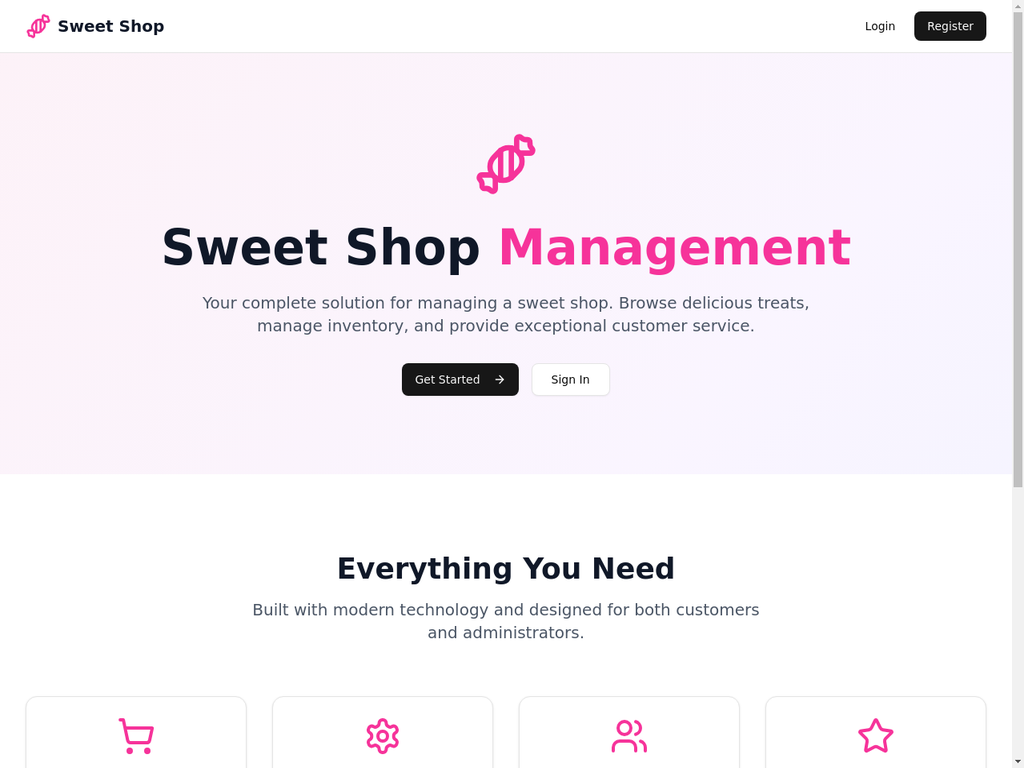 Sweet Shop
Login
Register
Sweet Shop Management
Your complete solution for managing a sweet shop. Browse delicious treats,
manage inventory, and provide exceptional customer service.
Get Started
Sign In
Everything You Need
Built with modern technology and designed for both customers
and administrators.